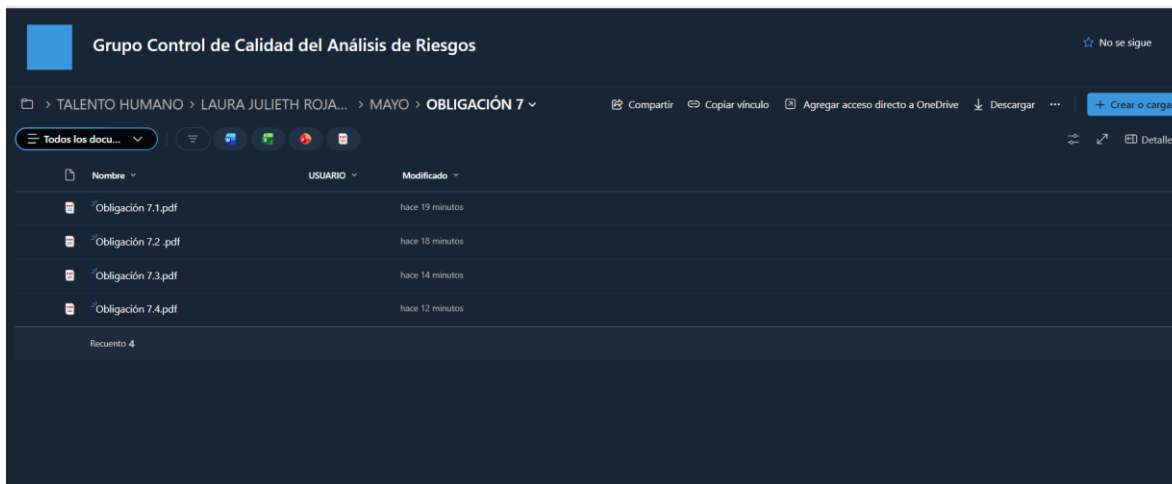 Grupo Control de Calidad del Análisis de Riesgos
No se sigue
> TALENTO HUMANO > LAURA JULIETH ROJA... > MAYO > OBLIGACIÓN 7
Compartir Copiar vínculo Agregar acceso directo a OneDrive Descargar ... + Crear o carga
Todos los docu...
Detalle
Nombre USUARIO Modificado
Obligación 7.1.pdf hace 19 minutos
Obligación 7.2 .pdf hace 18 minutos
Obligación 7.3.pdf hace 14 minutos
Obligación 7.4.pdf hace 12 minutos
Recuento 4